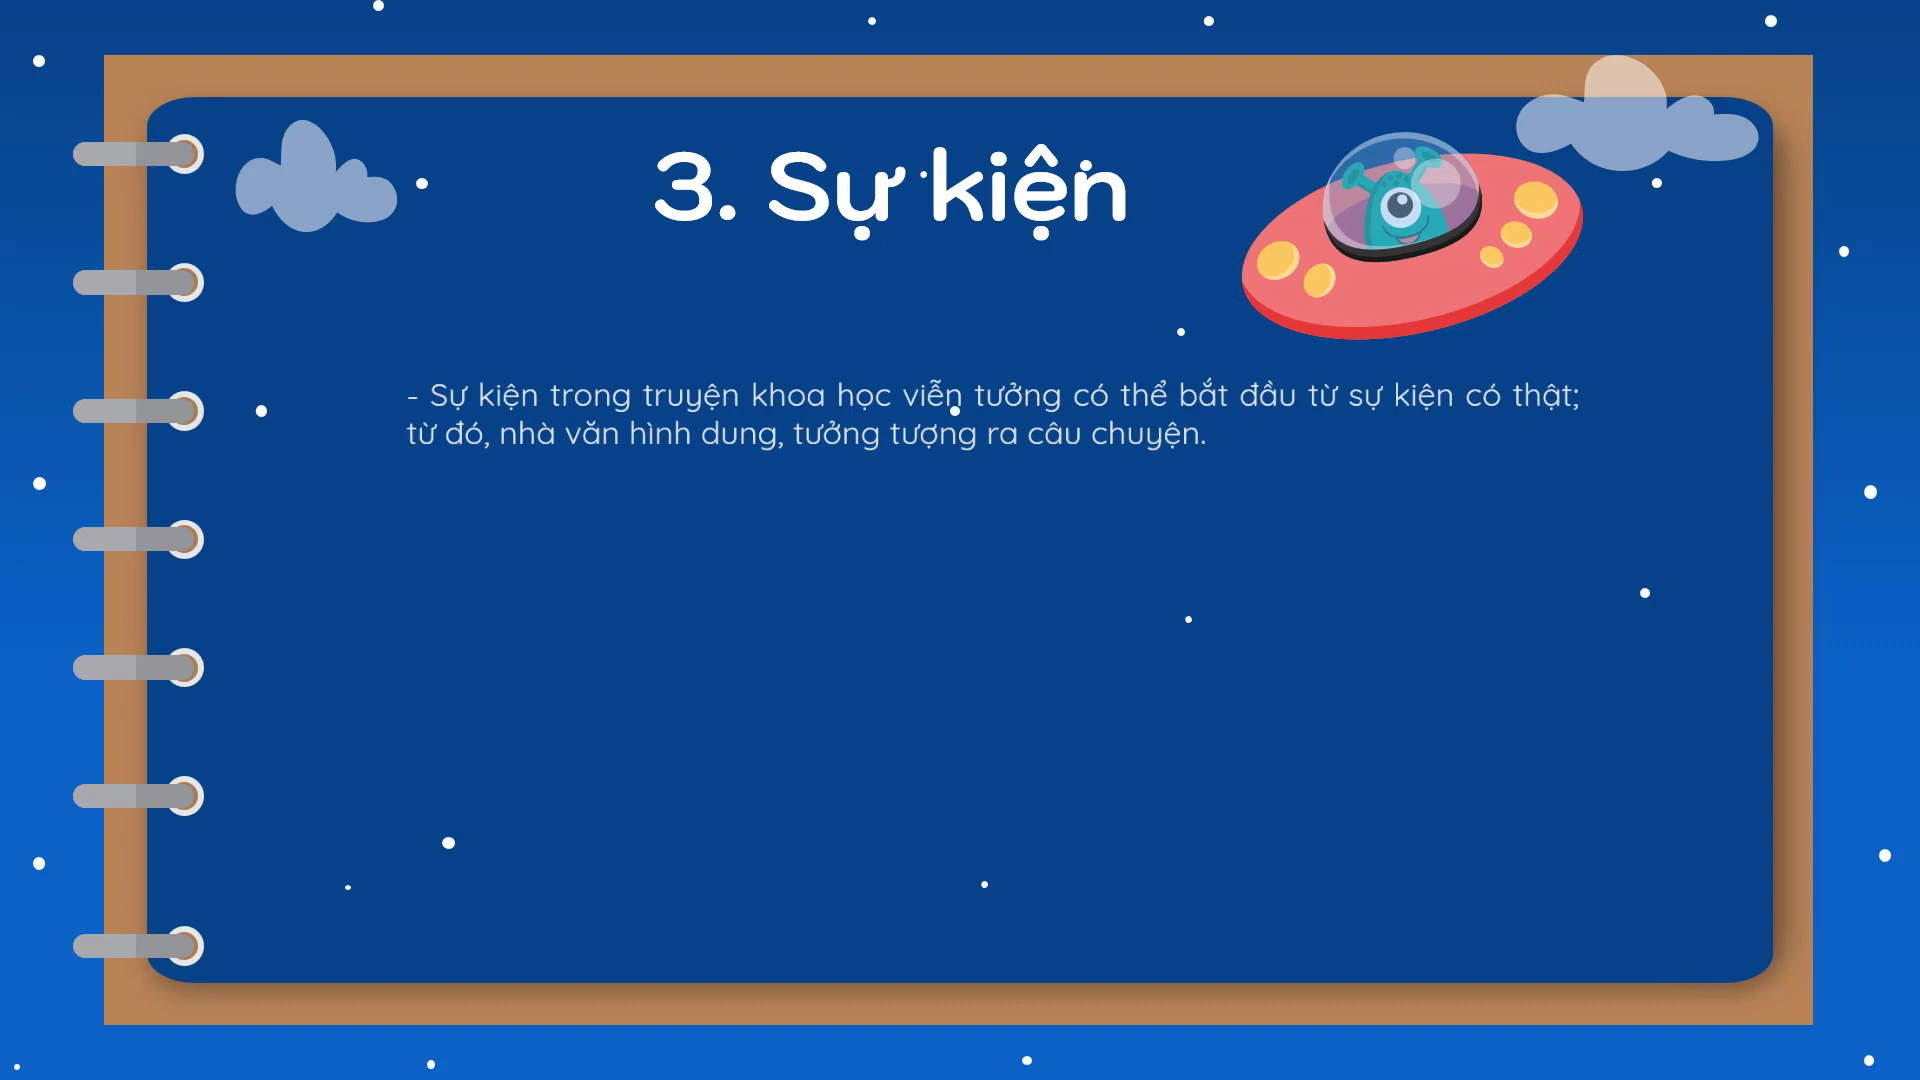 3. Sự kiện
- Sự kiện trong truyện khoa học viễn tưởng có thể bắt đầu từ sự kiện có thật;
từ đó, nhà văn hình dung, tưởng tượng ra câu chuyện.